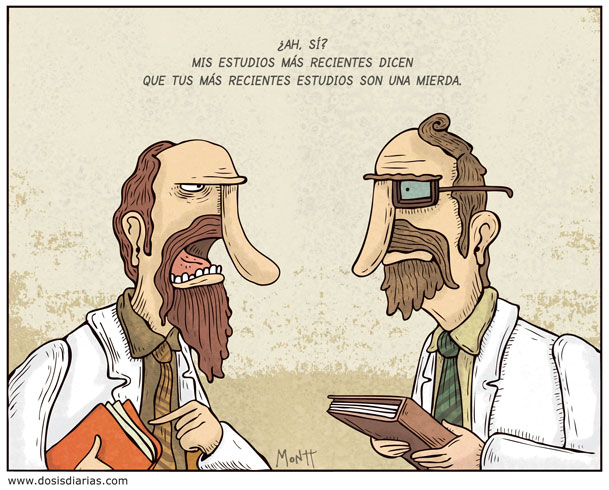 ¿AH, SÍ?
MIS ESTUDIOS MÁS RECIENTES DICEN
QUE TUS MÁS RECIENTES ESTUDIOS SON UNA MIERDA.
MONTT
www.dosisdiarias.com